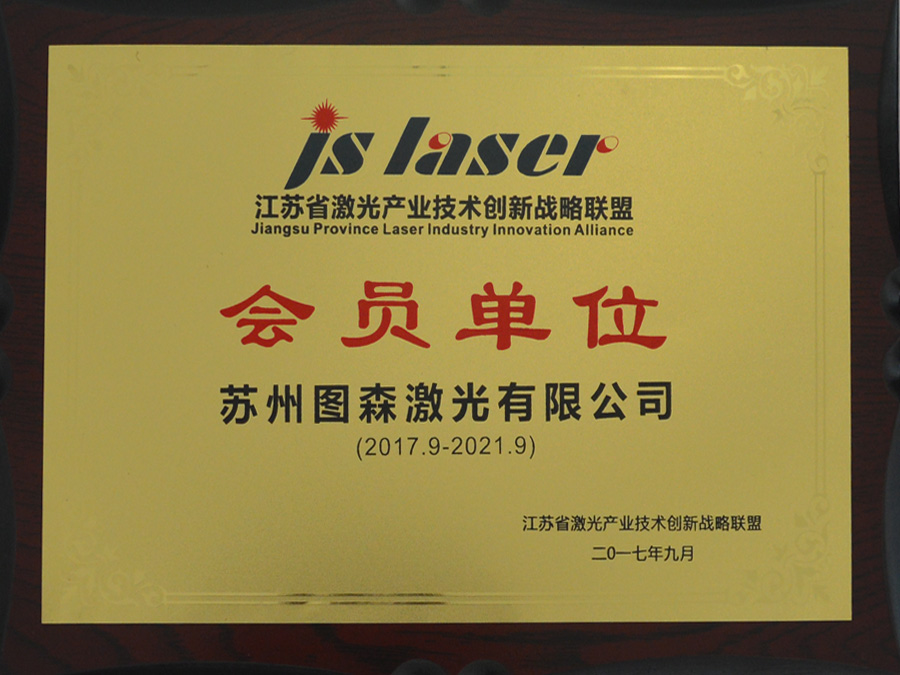 js laser
江苏省激光产业技术创新战略联盟
Jiangsu Province Laser Industry Innovation Alliance
会员单位
苏州图森激光有限公司
(2017.9-2021.9)
江苏省激光产业技术创新战略联盟
二0一七年九月